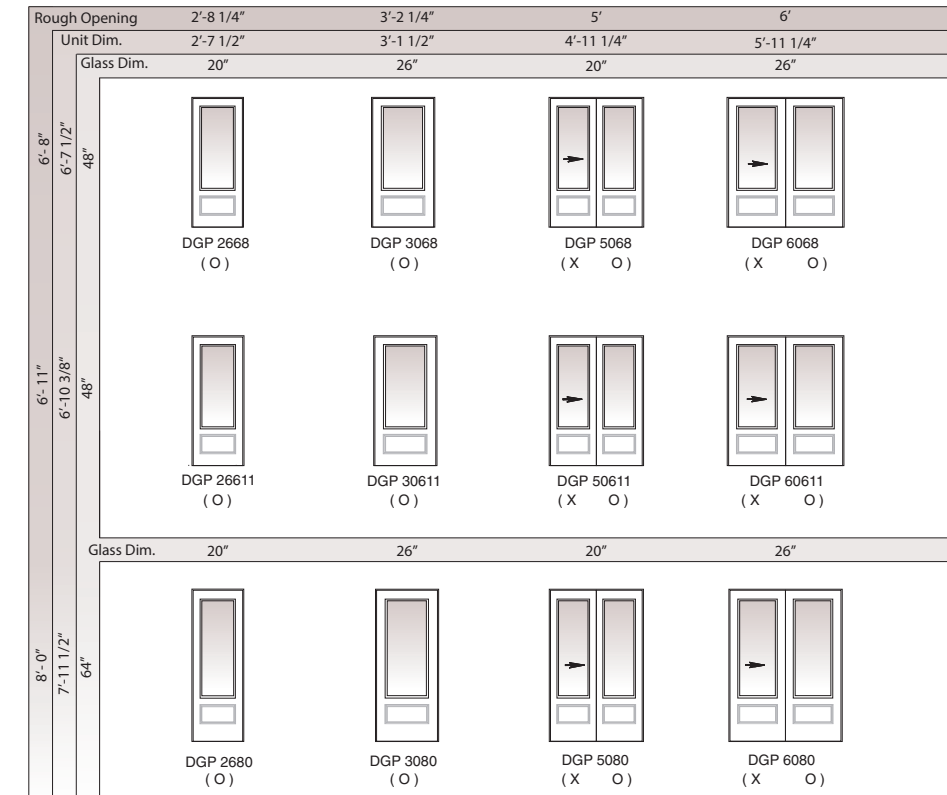 Rough Opening 2'-8 1/4" 3'-2 1/4" 5' 6'
Unit Dim. 2'-7 1/2" 3'-1 1/2" 4'-11 1/4" 5'-11 1/4"
Glass Dim. 20" 26" 20" 26"
6'- 8"
6'-7 1/2"
48"
DGP 2668 DGP 3068 DGP 5068 DGP 6068
( O ) ( O ) ( X O ) ( X O )
6'- 11"
6'-10 3/8"
48"
DGP 26611 DGP 30611 DGP 50611 DGP 60611
( O ) ( O ) ( X O ) ( X O )
Glass Dim. 20" 26" 20" 26"
8'- 0"
7'-11 1/2"
64"
DGP 2680 DGP 3080 DGP 5080 DGP 6080
( O ) ( O ) ( X O ) ( X O )